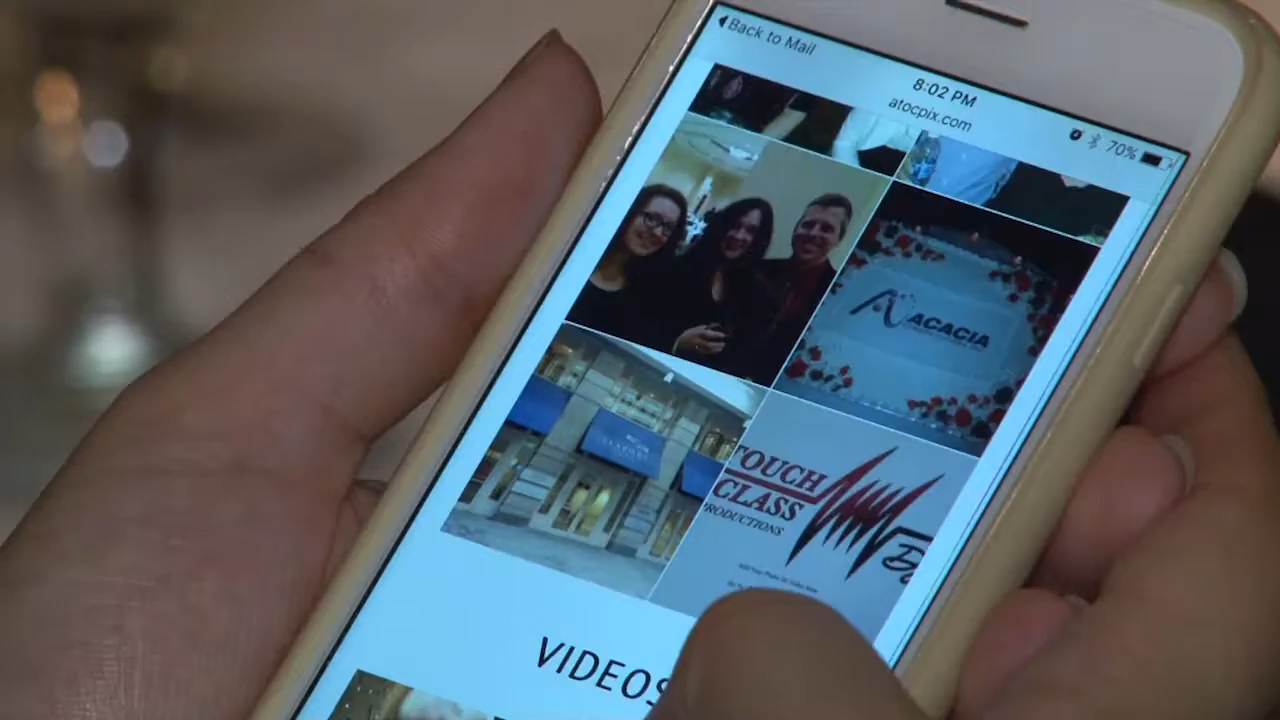 Back to Mail
8:02 PM
70%
atocpix.com
ACACIA
TOUCH
CLASS
PRODUCTIONS
VIDEOS